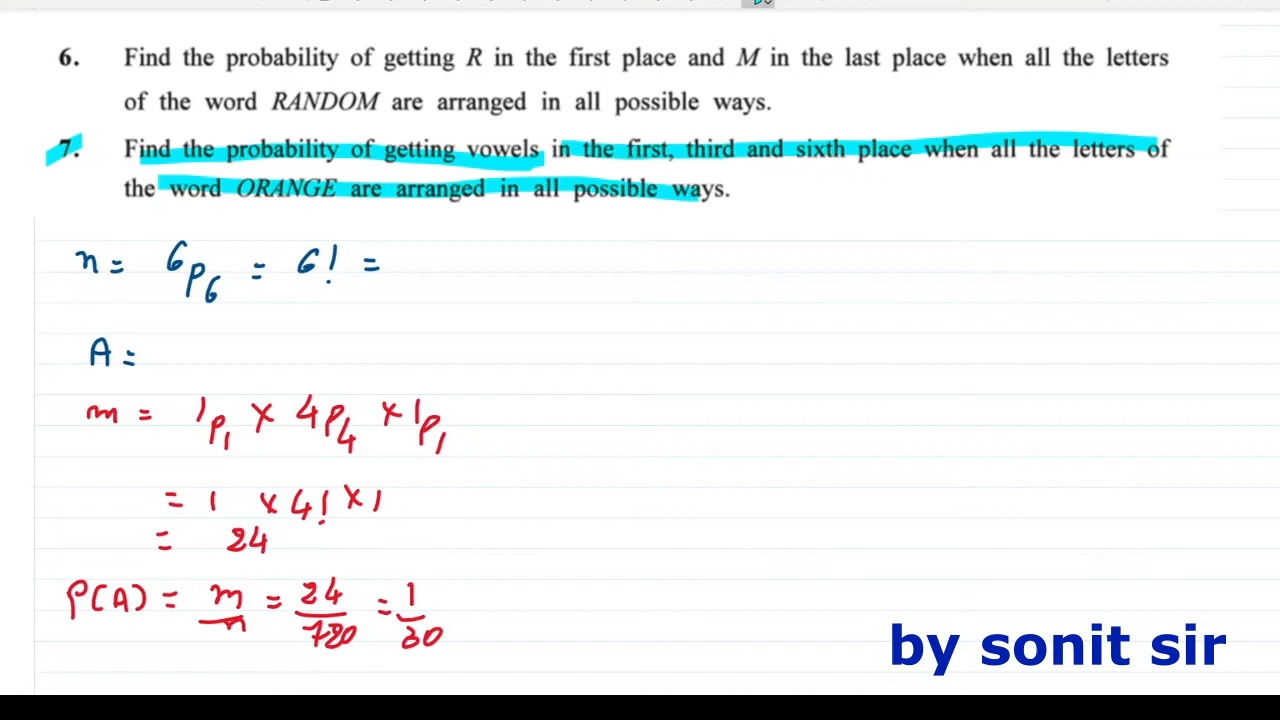 6. Find the probability of getting R in the first place and M in the last place when all the letters
of the word RANDOM are arranged in all possible ways.
7. Find the probability of getting vowels in the first, third and sixth place when all the letters of
the word ORANGE are arranged in all possible ways.
n = 6P6 = 6! =
A =
m = 1P1 × 4P4 × 1P1
= 1 × 4! × 1
= 24
P(A) = m/n = 24/720 = 1/30
by sonit sir